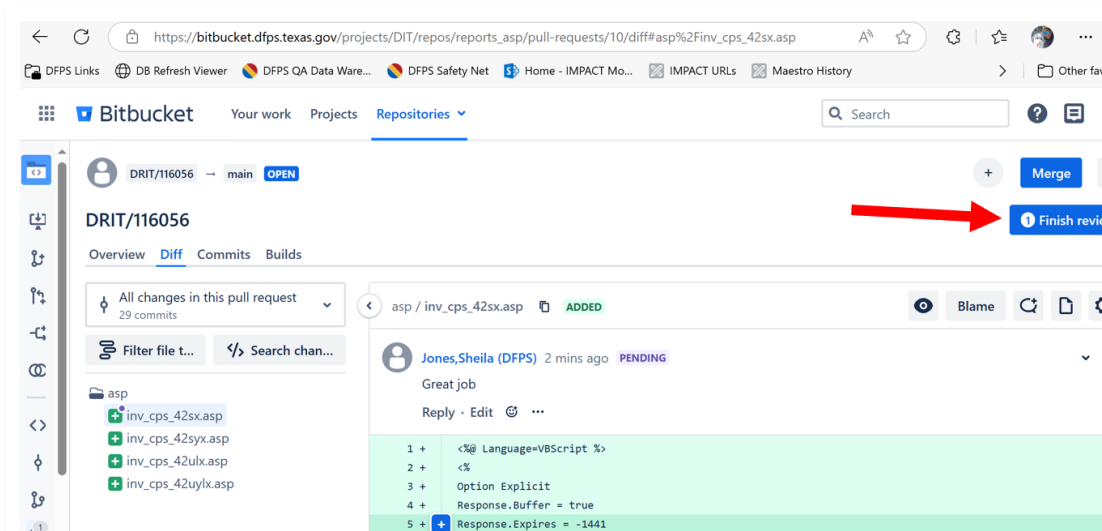 https://bitbucket.dfps.texas.gov/projects/DIT/repos/reports_asp/pull-requests/10/diff#asp%2Finv_cps_42sx.asp
DFPS Links DB Refresh Viewer DFPS QA Data Ware... DFPS Safety Net Home - IMPACT Mo... IMPACT URLs Maestro History Other fav
Bitbucket Your work Projects Repositories Search
DRIT/116056 → main OPEN + Merge
DRIT/116056 1 Finish revie
Overview Diff Commits Builds
All changes in this pull request
29 commits
asp / inv_cps_42sx.asp ADDED Blame
Filter file t... Search chan...
Jones,Sheila (DFPS) 2 mins ago PENDING
Great job
Reply · Edit ...
asp
inv_cps_42sx.asp
inv_cps_42syx.asp
inv_cps_42ulx.asp
inv_cps_42uylx.asp
1 + <%@ Language=VBScript %>
2 + <%
3 + Option Explicit
4 + Response.Buffer = true
5 + Response.Expires = -1441
1